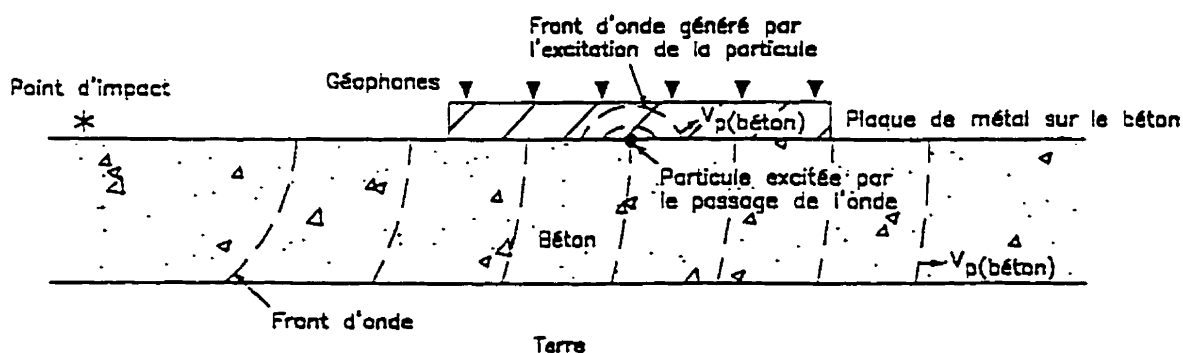 Front d'onde généré par
l'excitation de la particule
Géophones
Point d'impact
Vp(béton)
Plaque de métal sur le béton
Particule excitée par
le passage de l'onde
Béton
Vp(béton)
Front d'onde
Terre